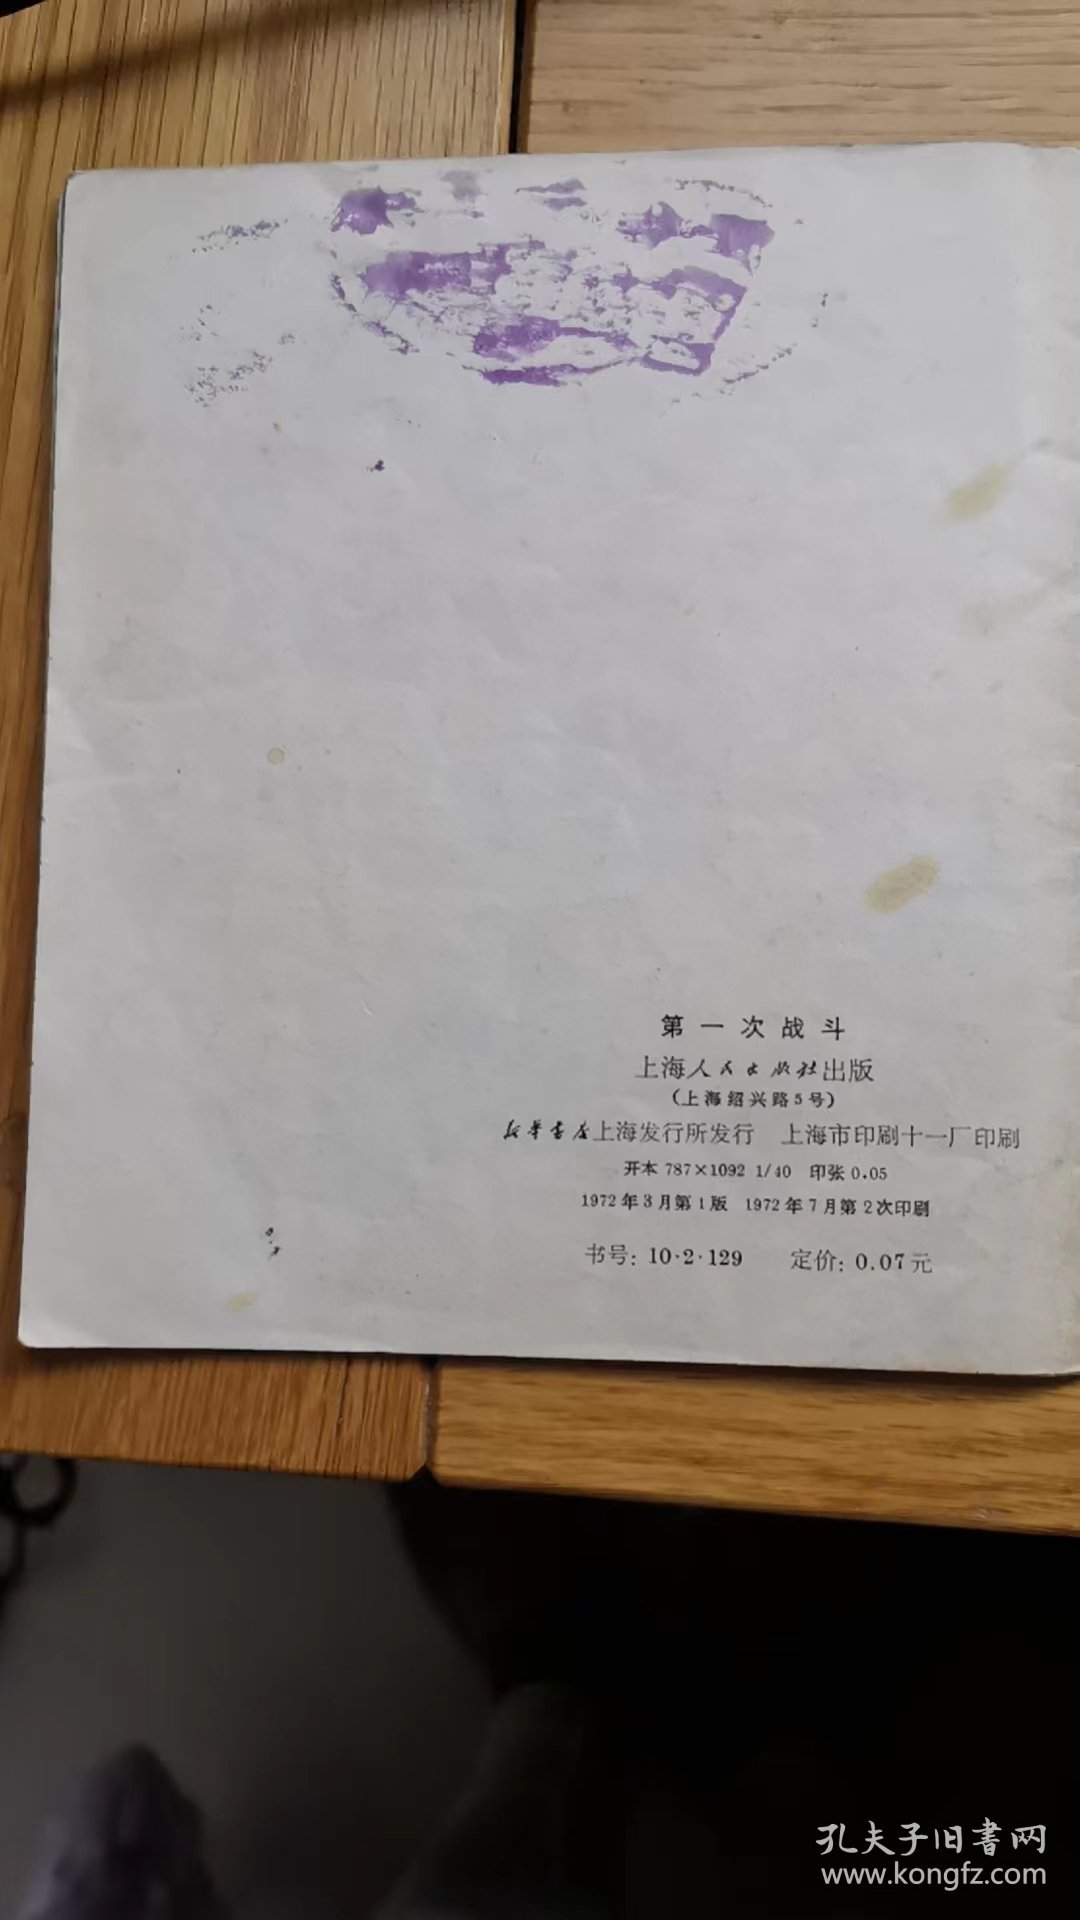 第一次战斗
上海人民出版社出版
(上海绍兴路5号)
新华书店上海发行所发行 上海市印刷十一厂印刷
开本 787×1092 1/40 印张 0.05
1972年3月第1版 1972年7月第2次印刷
书号: 10·2·129 定价: 0.07元
孔夫子旧書网
www.kongfz.com